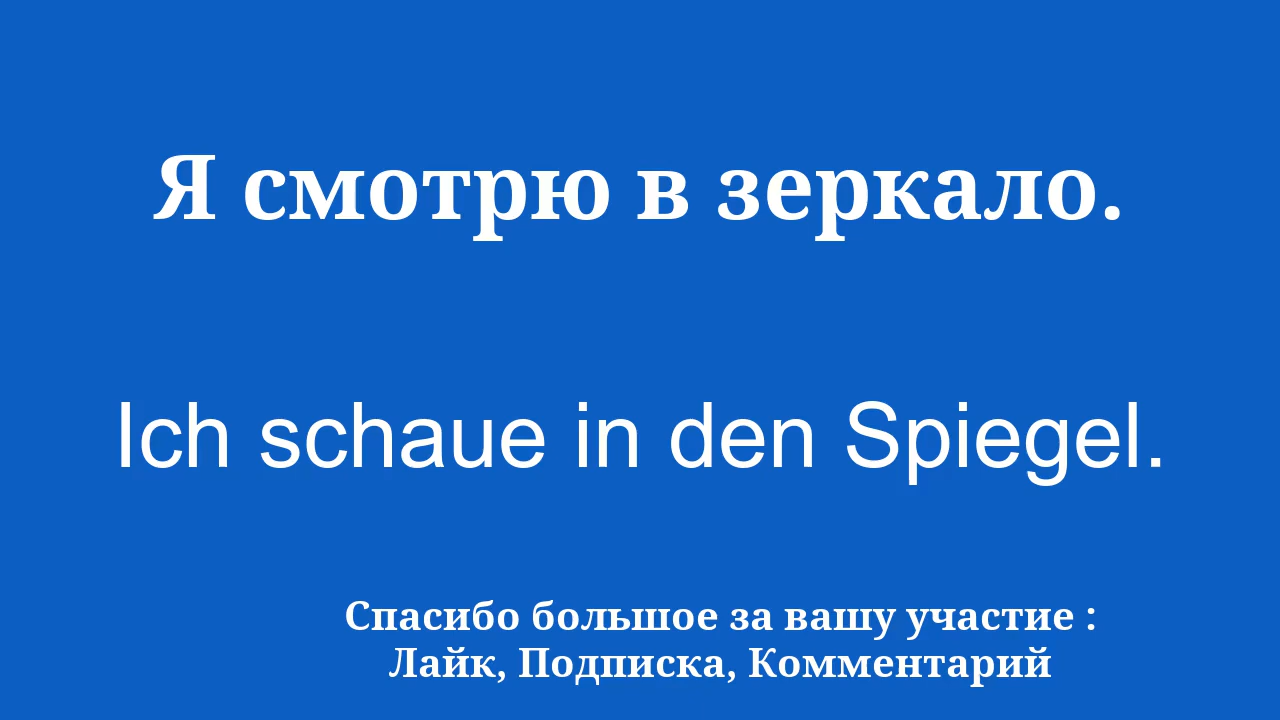 Я смотрю в зеркало.
Ich schaue in den Spiegel.
Спасибо большое за вашу участие :
Лайк, Подписка, Комментарий